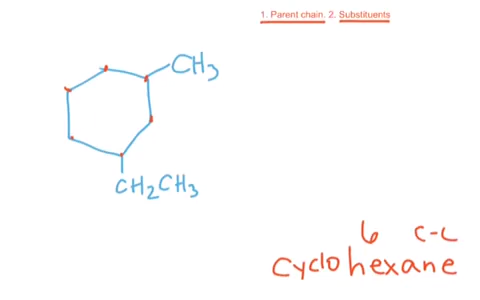 1. Parent chain. 2. Substituents
CH3
CH2CH3
6 C-C
cyclohexane